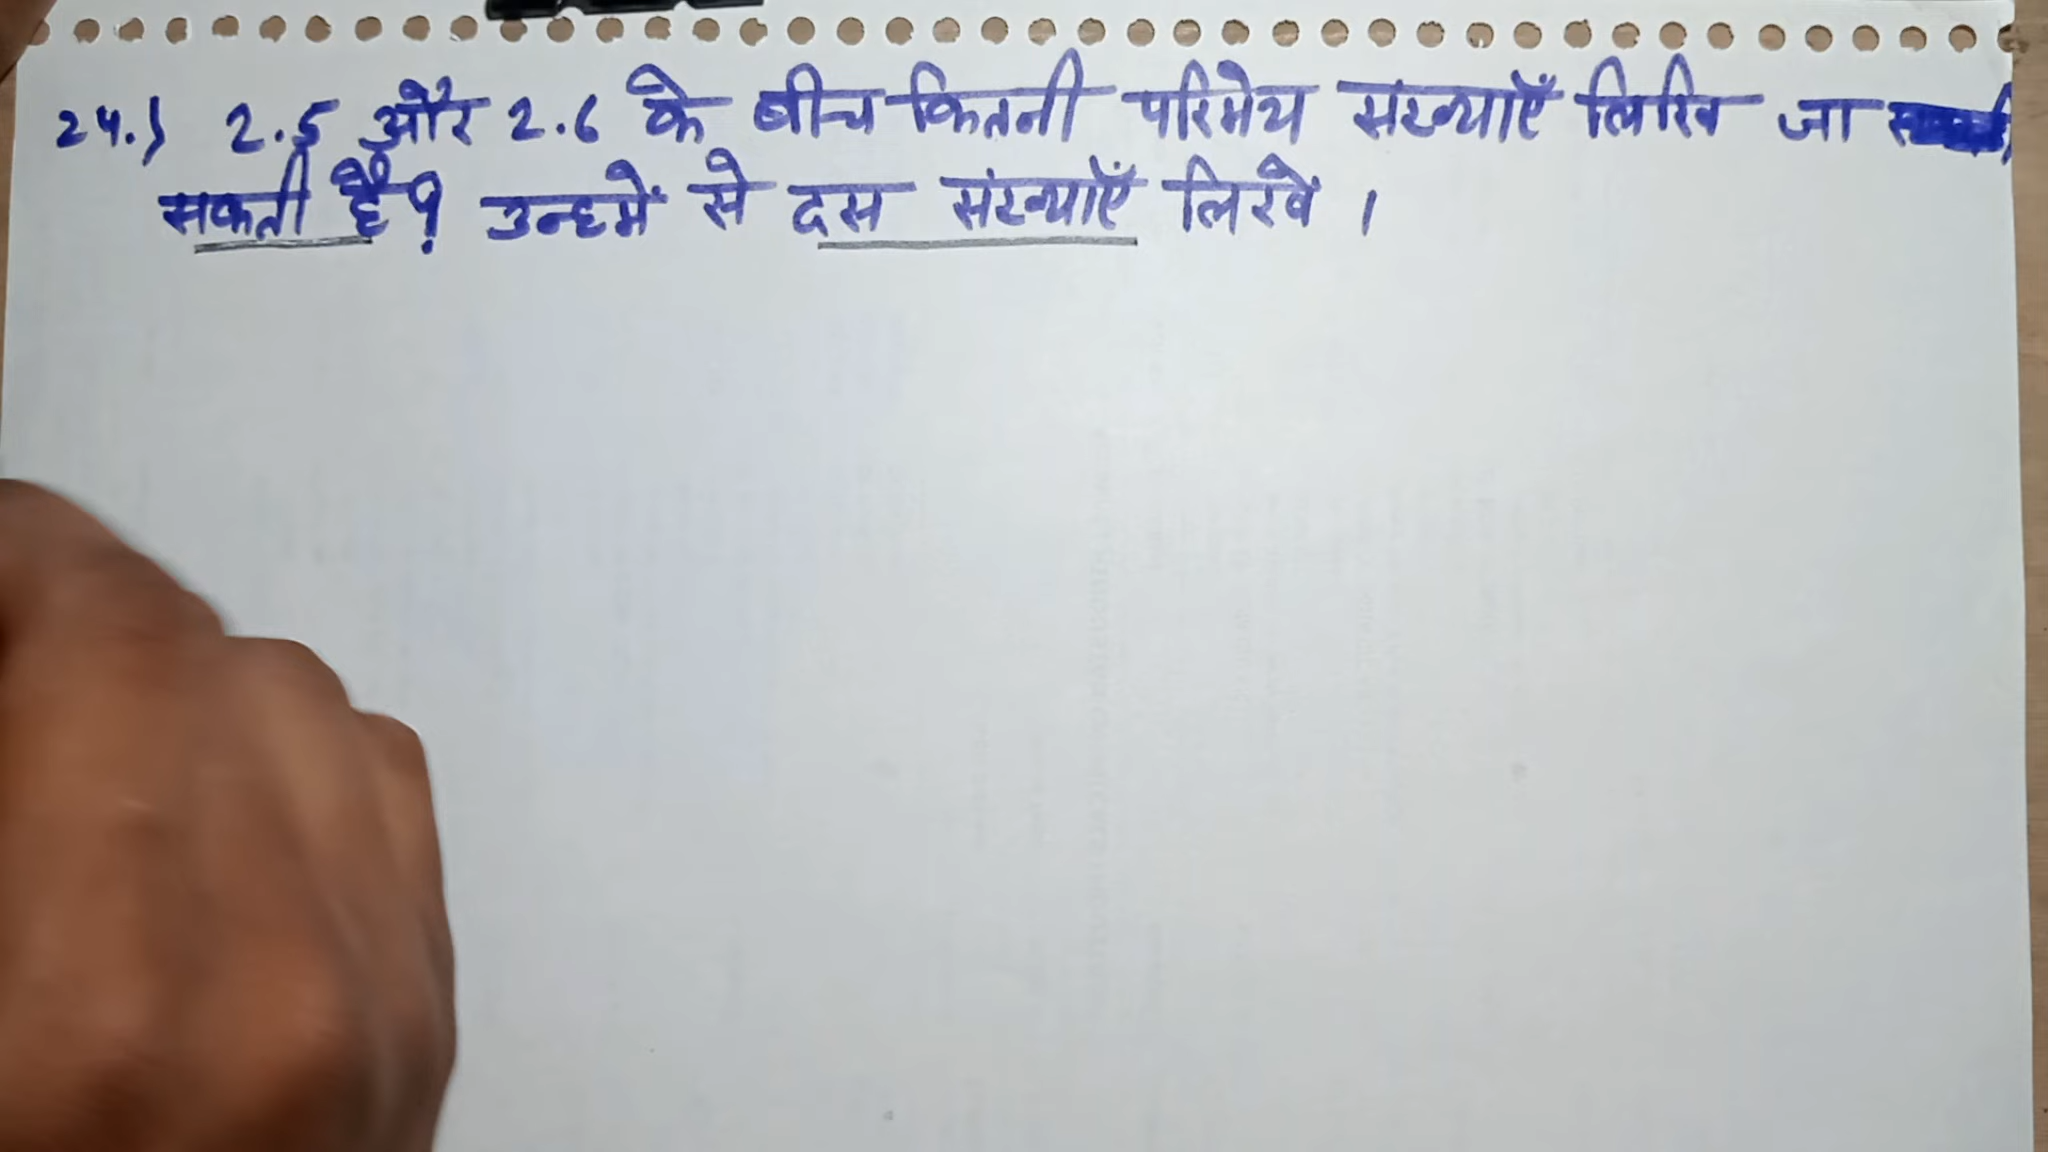 24.) 2.5 और 2.6 के बीच कितनी परिमेय संख्याएँ लिखि जा
सकती हैं? उनमें से दस संख्याएँ लिखें ।